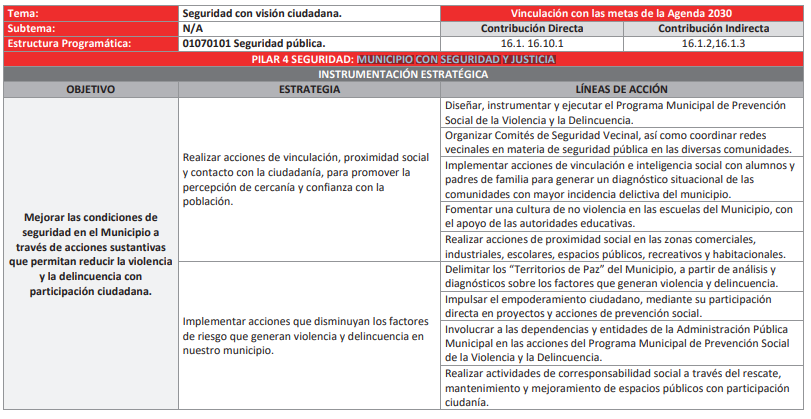 Tema:
Seguridad con visión ciudadana.
Vinculación con las metas de la Agenda 2030
Subtema:
N/A
Contribución Directa
Contribución Indirecta
Estructura Programática:
01070101 Seguridad pública.
16.1. 16.10.1
16.1.2,16.1.3
PILAR 4 SEGURIDAD: MUNICIPIO CON SEGURIDAD Y JUSTICIA
INSTRUMENTACIÓN ESTRATÉGICA
OBJETIVO
ESTRATEGIA
LÍNEAS DE ACCIÓN
Mejorar las condiciones de
seguridad en el Municipio a
través de acciones sustantivas
que permitan reducir la violencia
y la delincuencia con
participación ciudadana.
Realizar acciones de vinculación, proximidad social
y contacto con la ciudadanía, para promover la
percepción de cercanía y confianza con la
población.
Diseñar, instrumentar y ejecutar el Programa Municipal de Prevención
Social de la Violencia y la Delincuencia.
Organizar Comités de Seguridad Vecinal, así como coordinar redes
vecinales en materia de seguridad pública en las diversas comunidades.
Implementar acciones de vinculación e inteligencia social con alumnos y
padres de familia para generar un diagnóstico situacional de las
comunidades con mayor incidencia delictiva del municipio.
Fomentar una cultura de no violencia en las escuelas del Municipio, con
el apoyo de las autoridades educativas.
Realizar acciones de proximidad social en las zonas comerciales,
industriales, escolares, espacios públicos, recreativos y habitacionales.
Implementar acciones que disminuyan los factores
de riesgo que generan violencia y delincuencia en
nuestro municipio.
Delimitar los “Territorios de Paz” del Municipio, a partir de análisis y
diagnósticos sobre los factores que generan violencia y delincuencia.
Impulsar el empoderamiento ciudadano, mediante su participación
directa en proyectos y acciones de prevención social.
Involucrar a las dependencias y entidades de la Administración Pública
Municipal en las acciones del Programa Municipal de Prevención Social
de la Violencia y la Delincuencia.
Realizar actividades de corresponsabilidad social a través del rescate,
mantenimiento y mejoramiento de espacios públicos con participación
ciudanía.